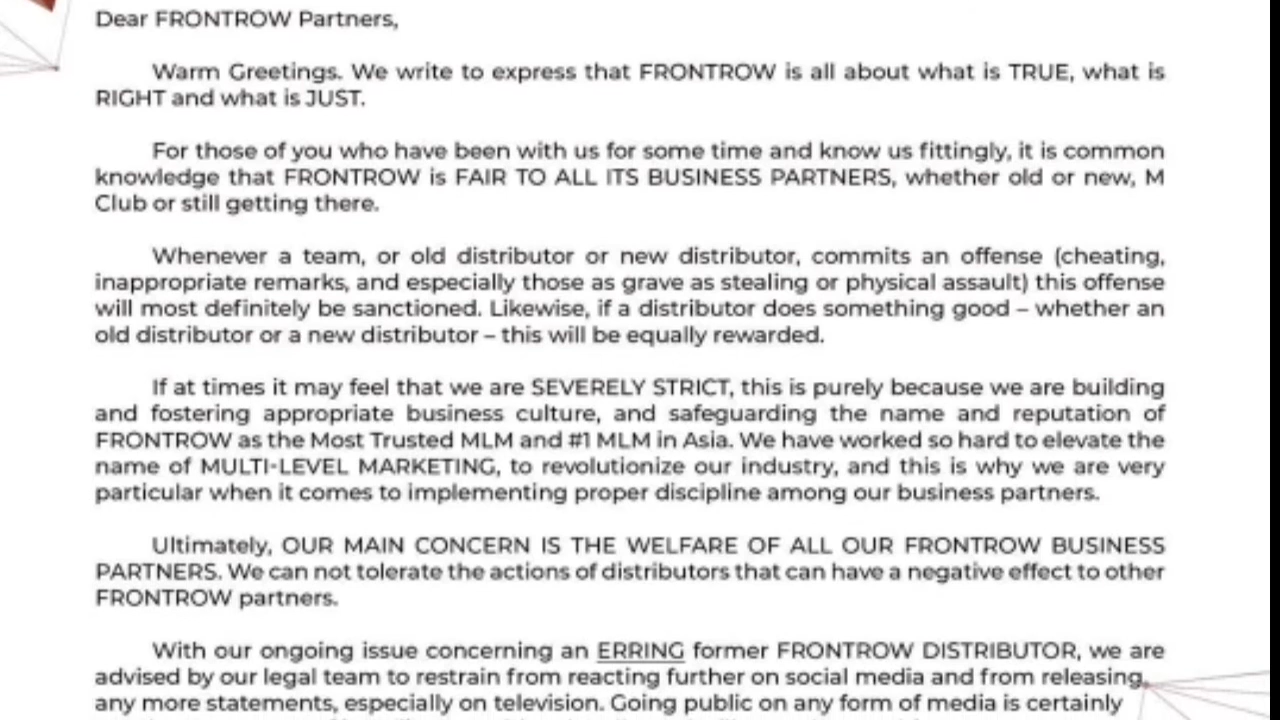 Dear FRONTROW Partners,
Warm Greetings. We write to express that FRONTROW is all about what is TRUE, what is
RIGHT and what is JUST.
For those of you who have been with us for some time and know us fittingly, it is common
knowledge that FRONTROW is FAIR TO ALL ITS BUSINESS PARTNERS, whether old or new, M
Club or still getting there.
Whenever a team, or old distributor or new distributor, commits an offense (cheating,
inappropriate remarks, and especially those as grave as stealing or physical assault) this offense
will most definitely be sanctioned. Likewise, if a distributor does something good – whether an
old distributor or a new distributor – this will be equally rewarded.
If at times it may feel that we are SEVERELY STRICT, this is purely because we are building
and fostering appropriate business culture, and safeguarding the name and reputation of
FRONTROW as the Most Trusted MLM and #1 MLM in Asia. We have worked so hard to elevate the
name of MULTI-LEVEL MARKETING, to revolutionize our industry, and this is why we are very
particular when it comes to implementing proper discipline among our business partners.
Ultimately, OUR MAIN CONCERN IS THE WELFARE OF ALL OUR FRONTROW BUSINESS
PARTNERS. We can not tolerate the actions of distributors that can have a negative effect to other
FRONTROW partners.
With our ongoing issue concerning an ERRING former FRONTROW DISTRIBUTOR, we are
advised by our legal team to restrain from reacting further on social media and from releasing
any more statements, especially on television. Going public on any form of media is certainly